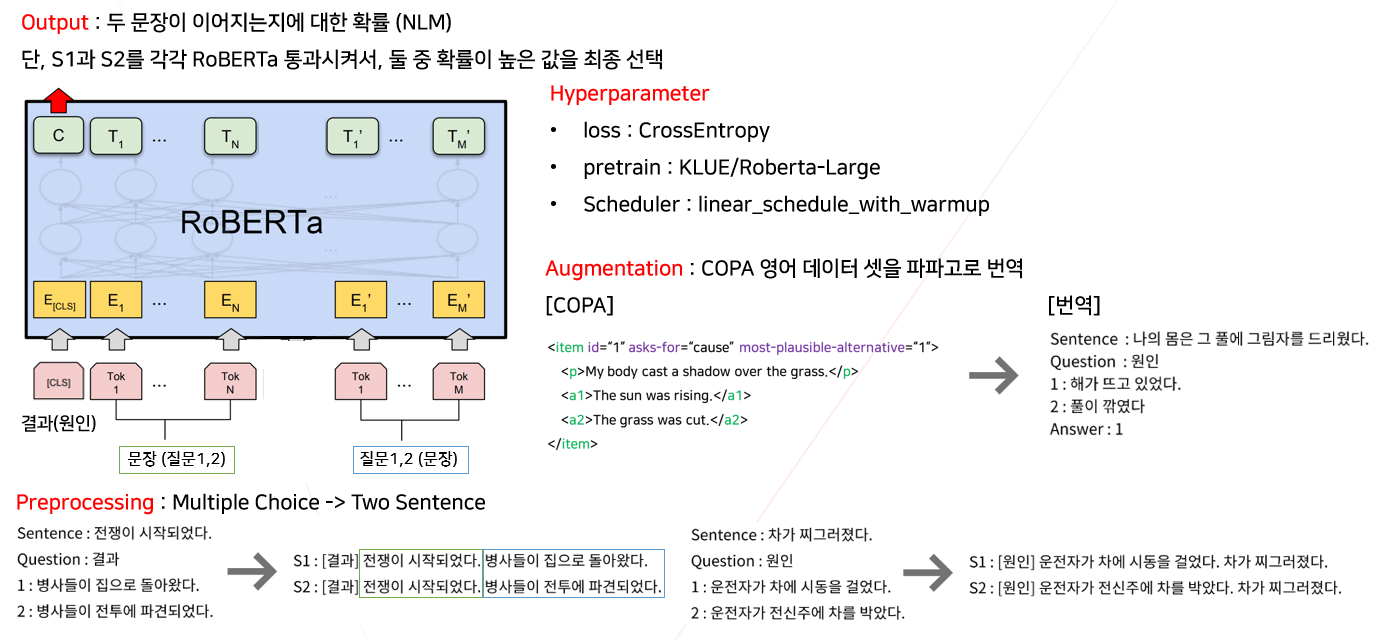 Output : 두 문장이 이어지는지에 대한 확률 (NLM)
단, S1과 S2를 각각 RoBERTa 통과시켜서, 둘 중 확률이 높은 값을 최종 선택
C T1 ... TN T1’ ... TM’
RoBERTa
E[CLS] E1 ... EN E1’ ... EM’
[CLS] Tok 1 ... Tok N Tok 1 ... Tok M
결과(원인)
문장 (질문1,2)
질문1,2 (문장)
Hyperparameter
• loss : CrossEntropy
• pretrain : KLUE/Roberta-Large
• Scheduler : linear_schedule_with_warmup
Augmentation : COPA 영어 데이터 셋을 파파고로 번역
[COPA]
<item id=“1” asks-for=“cause” most-plausible-alternative=“1”>
<p>My body cast a shadow over the grass.</p>
<a1>The sun was rising.</a1>
<a2>The grass was cut.</a2>
</item>
[번역]
Sentence : 나의 몸은 그 풀에 그림자를 드리웠다.
Question : 원인
1 : 해가 뜨고 있었다.
2 : 풀이 깎였다
Answer : 1
Preprocessing : Multiple Choice -> Two Sentence
Sentence : 전쟁이 시작되었다.
Question : 결과
1 : 병사들이 집으로 돌아왔다.
2 : 병사들이 전투에 파견되었다.
S1 : [결과] 전쟁이 시작되었다. 병사들이 집으로 돌아왔다.
S2 : [결과] 전쟁이 시작되었다. 병사들이 전투에 파견되었다.
Sentence : 차가 찌그러졌다.
Question : 원인
1 : 운전자가 차에 시동을 걸었다.
2 : 운전자가 전신주에 차를 박았다.
S1 : [원인] 운전자가 차에 시동을 걸었다. 차가 찌그러졌다.
S2 : [원인] 운전자가 전신주에 차를 박았다. 차가 찌그러졌다.